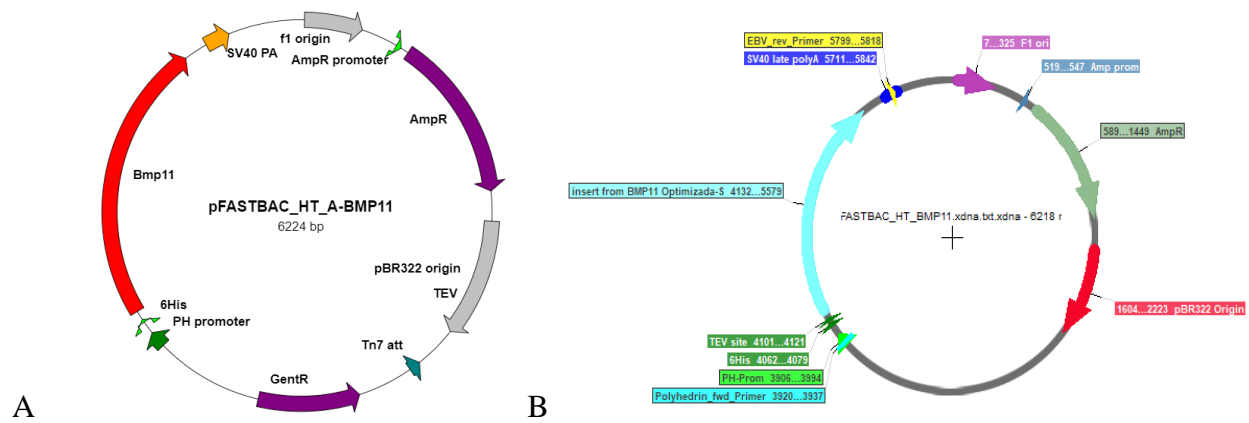 f1 origin
SV40 PA
AmpR promoter
AmpR
Bmp11
pFASTBAC_HT_A-BMP11
6224 bp
pBR322 origin
TEV
6His
PH promoter
Tn7 att
GentR
A
EBV_rev_Primer 5799...5818
SV40 late polyA 5711...5842
7...325 F1 ori
519...547 Amp prom
589...1449 AmpR
insert from BMP11 Optimizada-S 4132...5579
FASTBAC_HT_BMP11.xdna.txt.xdna - 6218 r
1604...2223 pBR322 Origin
TEV site 4101...4121
6His 4062...4079
PH-Prom 3906...3994
Polyhedrin_fwd_Primer 3920...3937
B